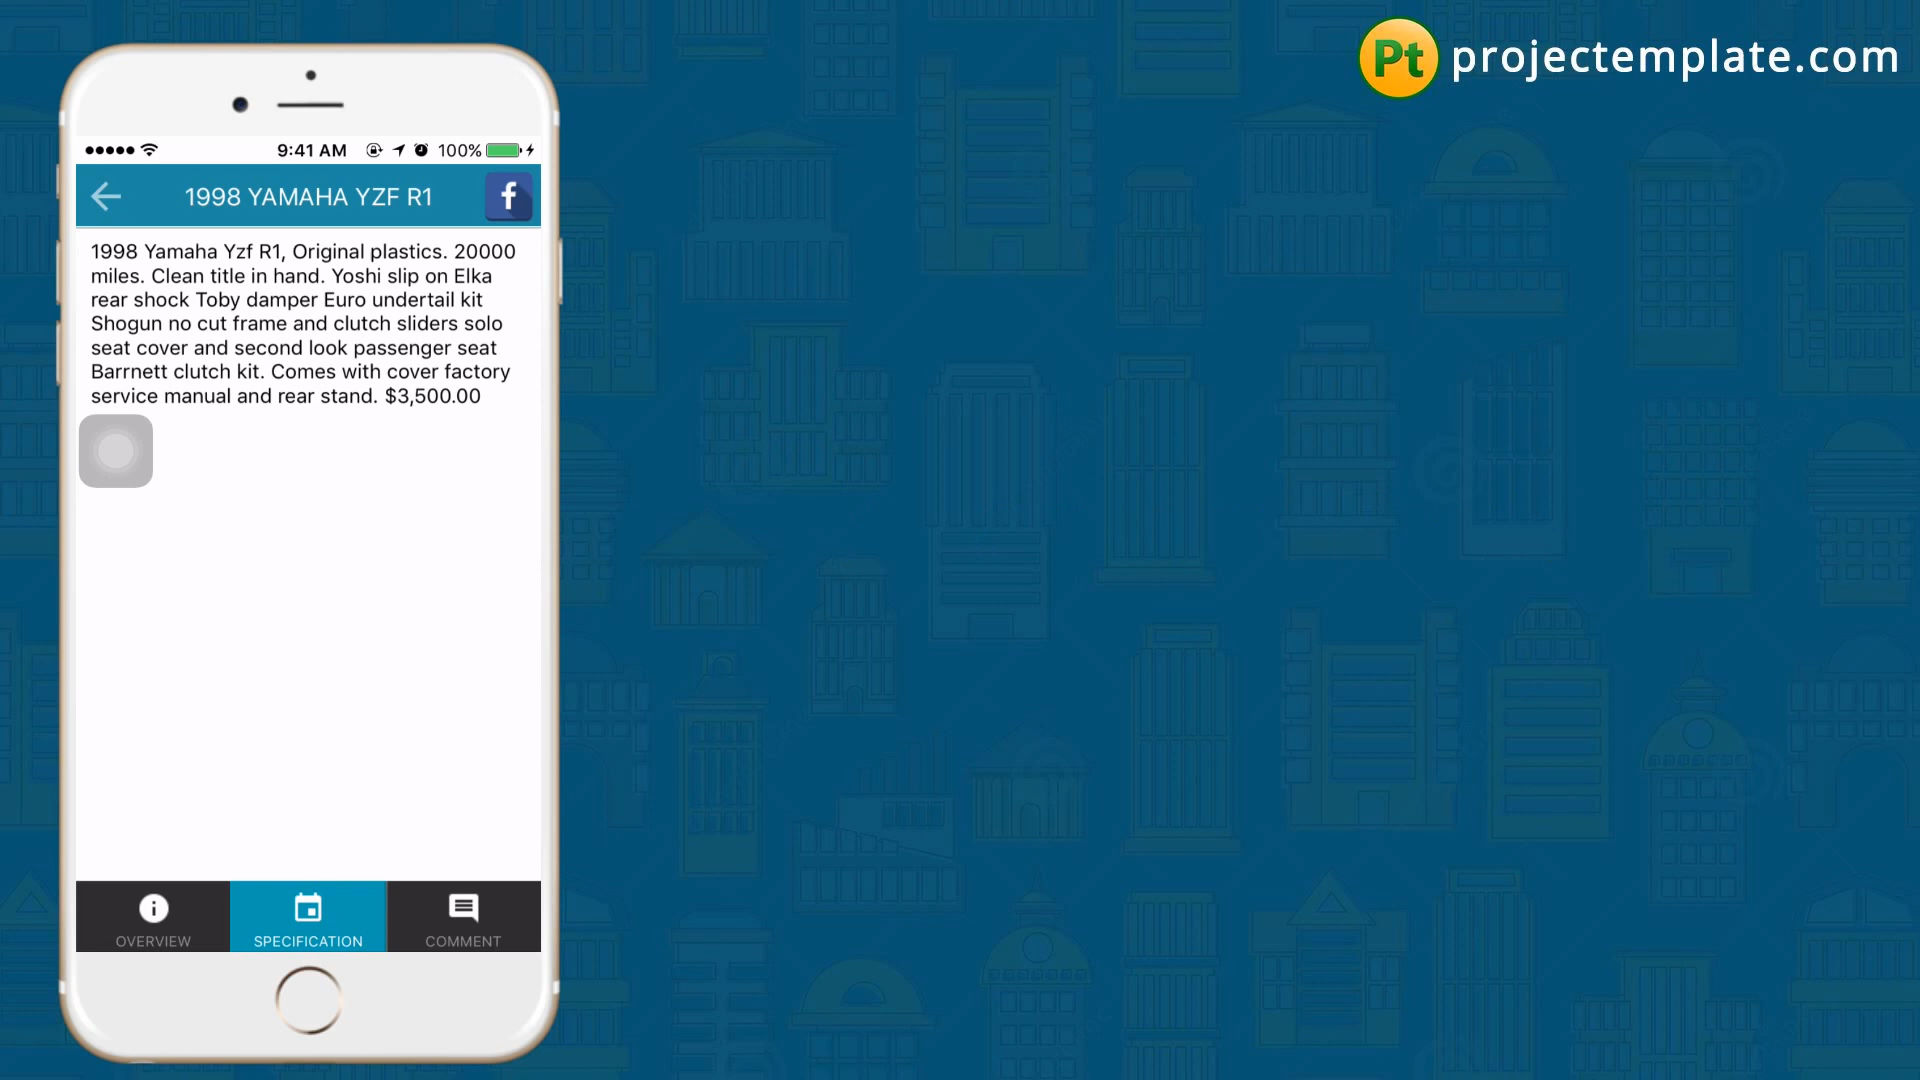 Pt projectemplate.com
9:41 AM 100%
1998 YAMAHA YZF R1
f
1998 Yamaha Yzf R1, Original plastics. 20000
miles. Clean title in hand. Yoshi slip on Elka
rear shock Toby damper Euro undertail kit
Shogun no cut frame and clutch sliders solo
seat cover and second look passenger seat
Barrnett clutch kit. Comes with cover factory
service manual and rear stand. $3,500.00
OVERVIEW SPECIFICATION COMMENT